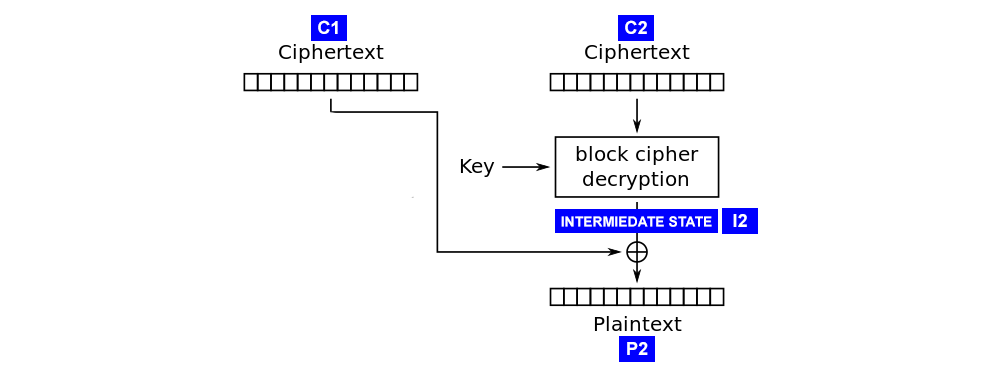 C1
Ciphertext
C2
Ciphertext
Key
block cipher
decryption
INTERMIEDATE STATE
I2
Plaintext
P2